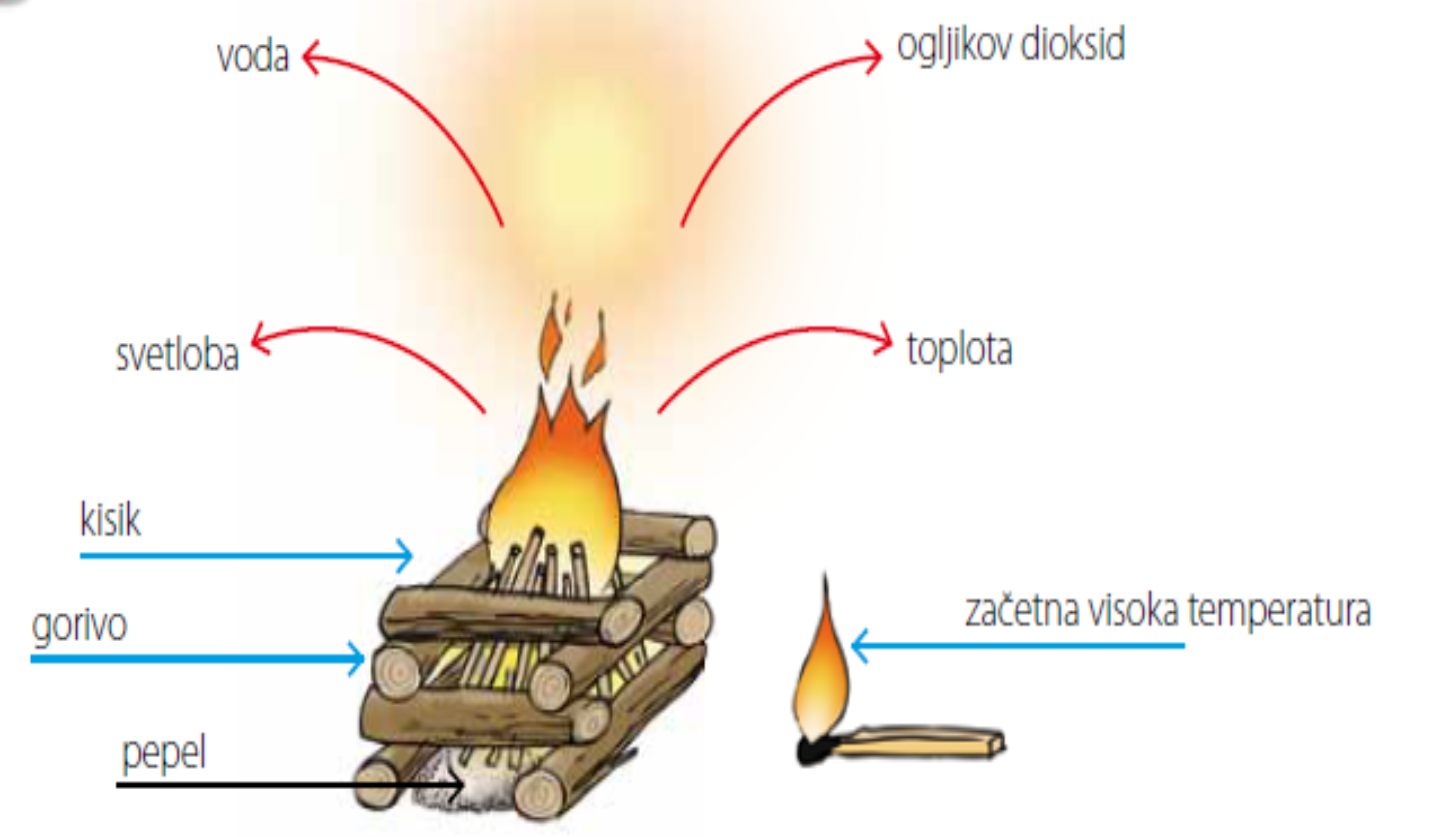 voda
ogljikov dioksid
svetloba
toplota
kisik
gorivo
začetna visoka temperatura
pepel